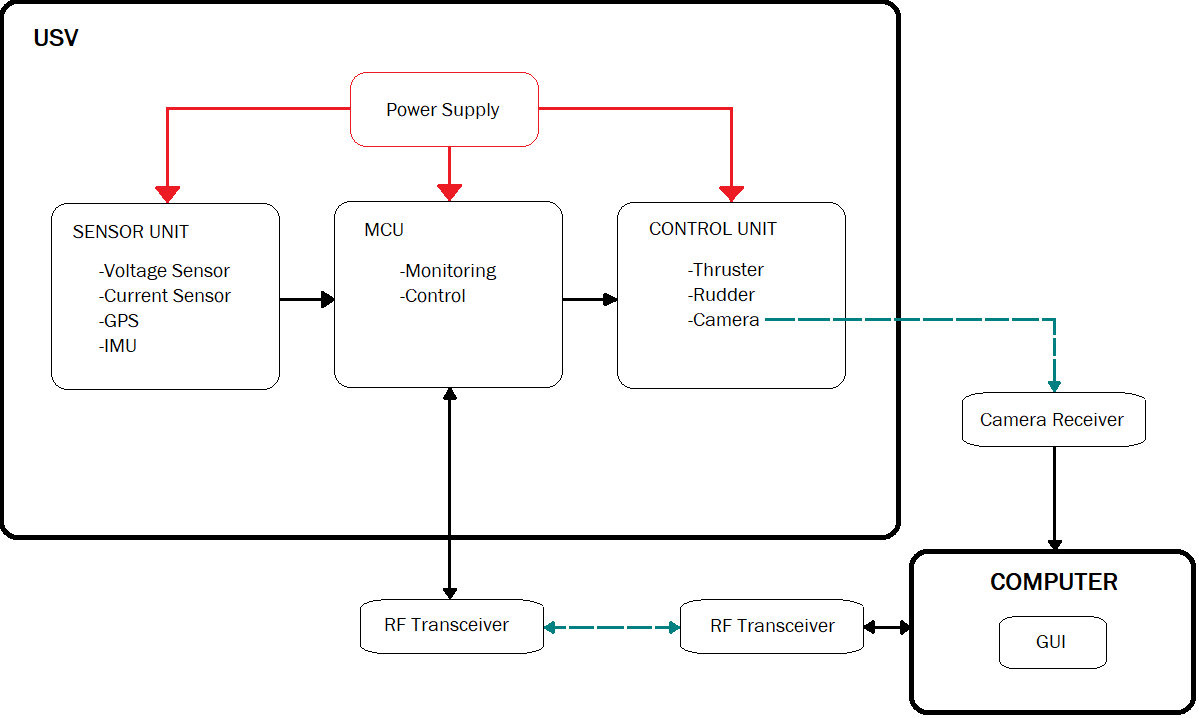 USV
Power Supply
SENSOR UNIT
-Voltage Sensor
-Current Sensor
-GPS
-IMU
MCU
-Monitoring
-Control
CONTROL UNIT
-Thruster
-Rudder
-Camera
Camera Receiver
RF Transceiver
RF Transceiver
COMPUTER
GUI